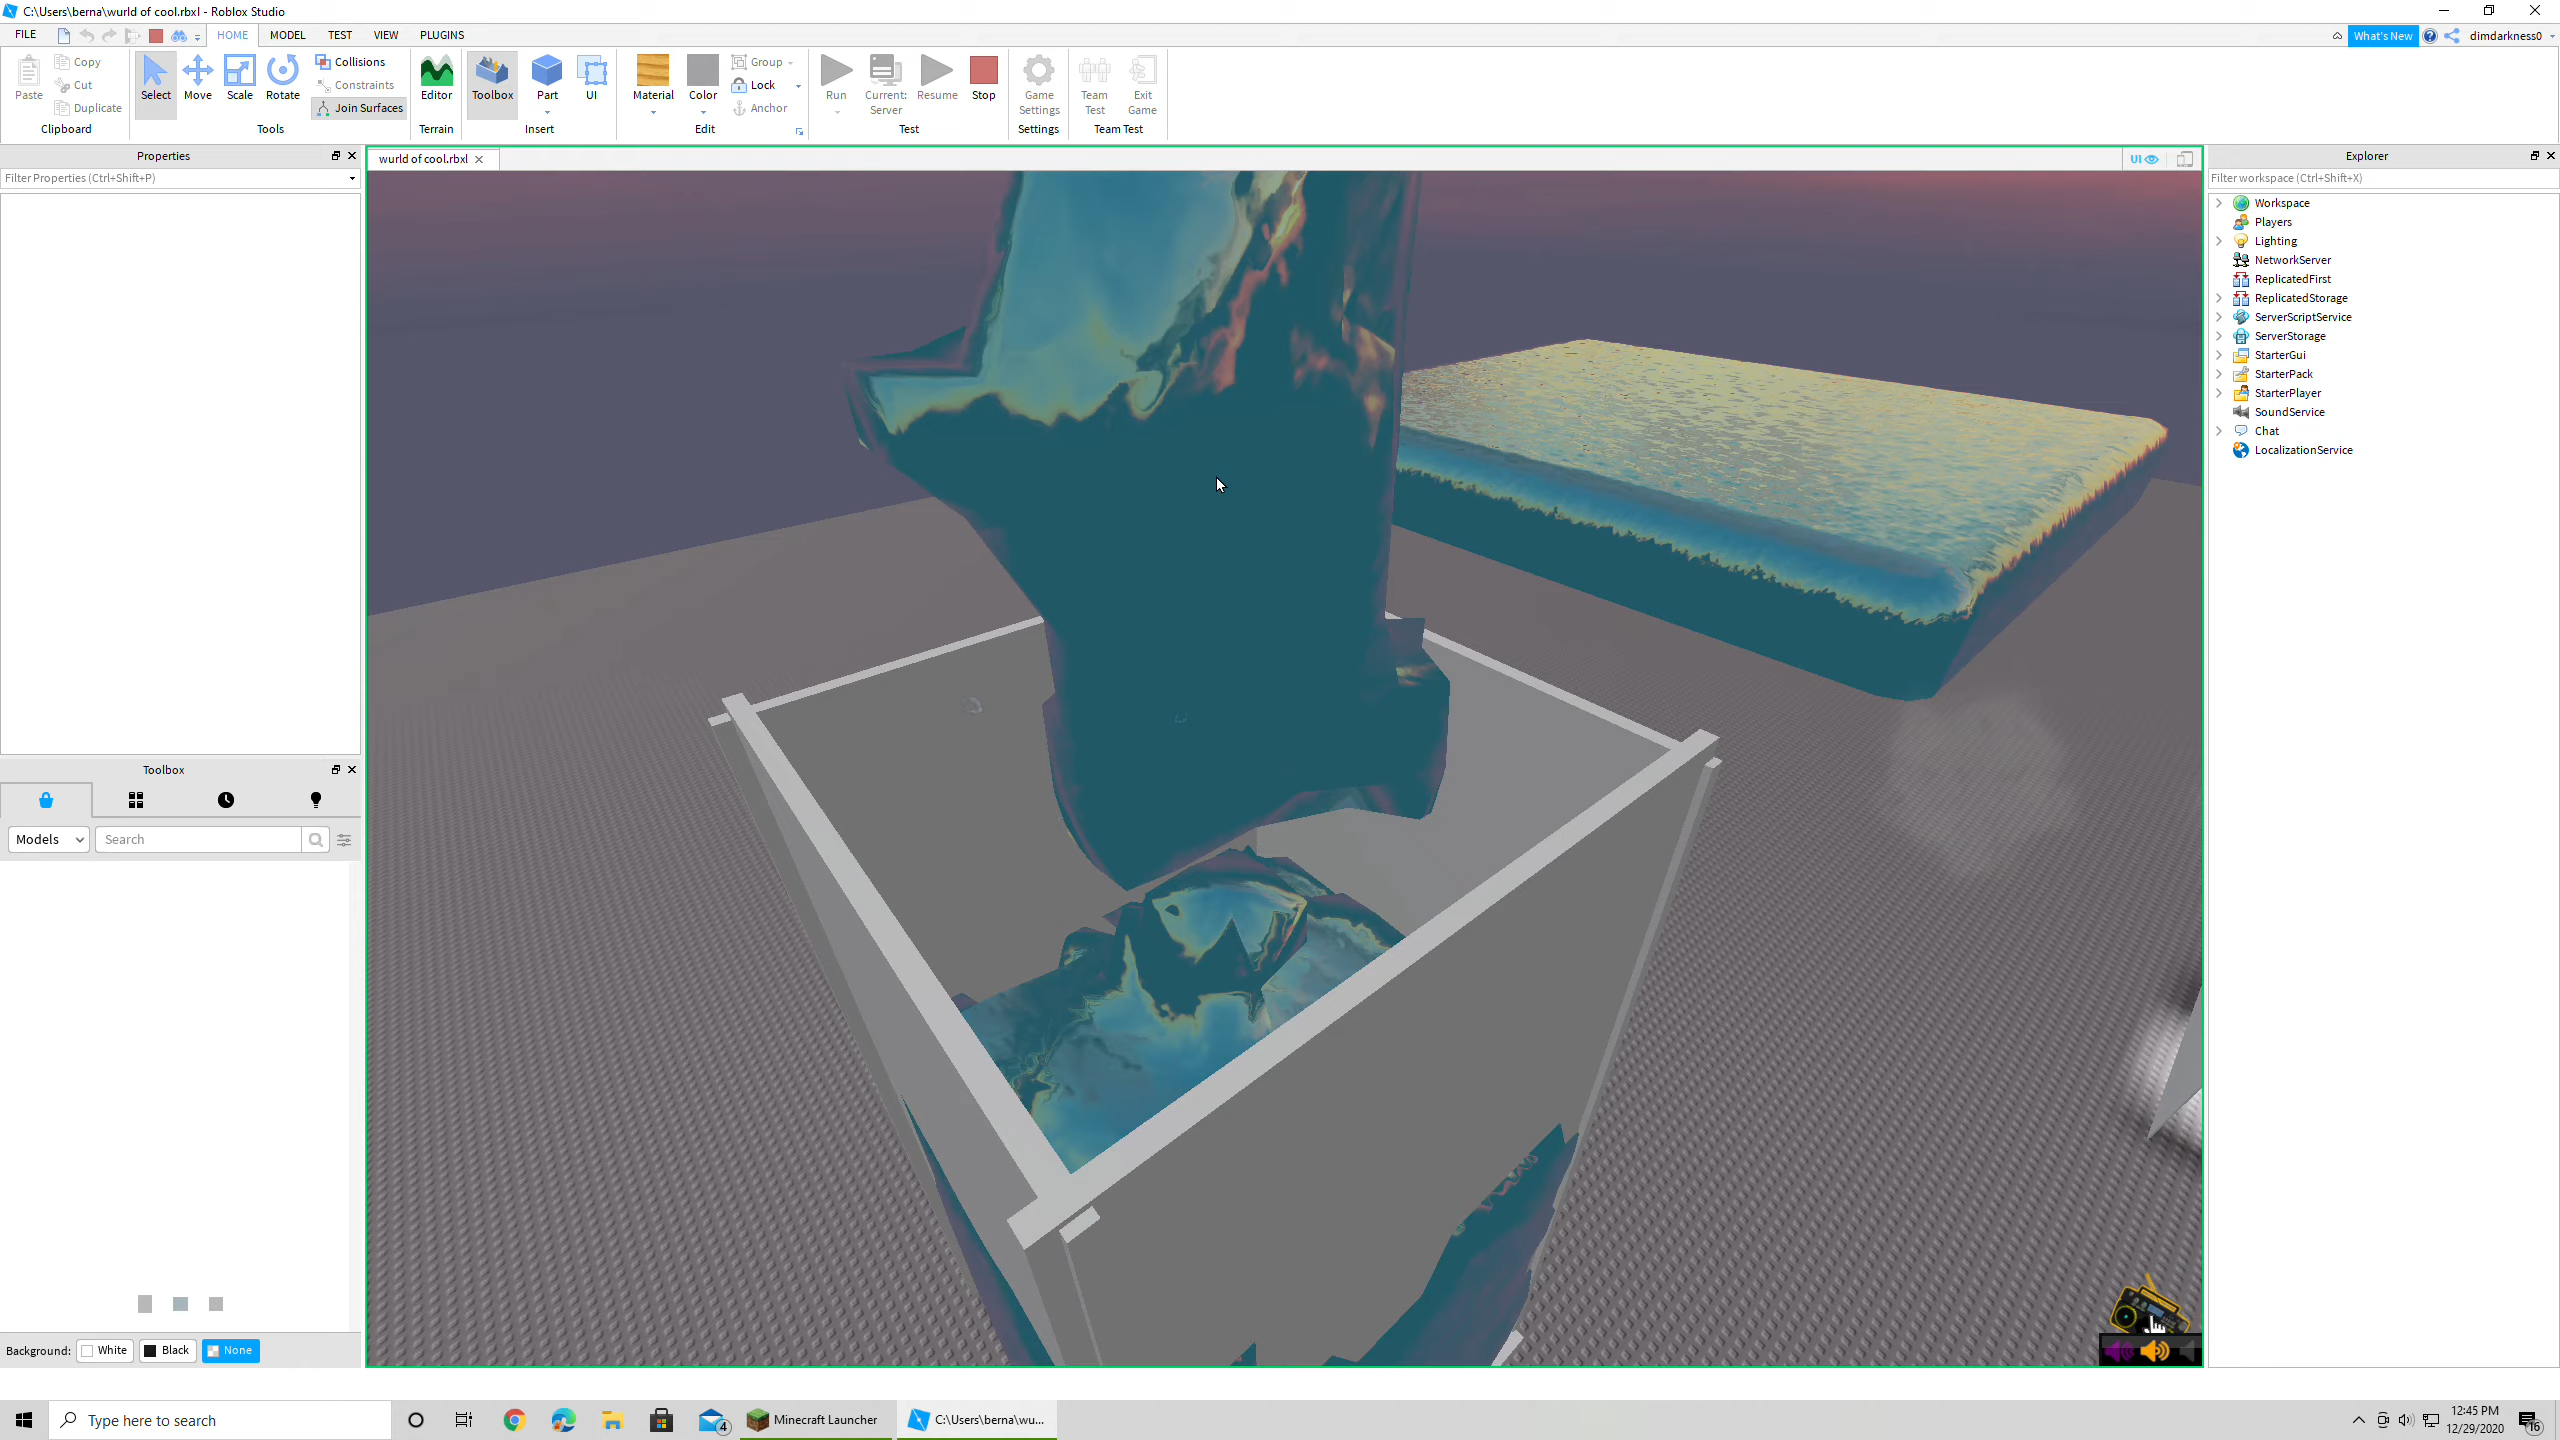 C:\Users\berna\wurld of cool.rbxl - Roblox Studio
FILE HOME MODEL TEST VIEW PLUGINS What's New dimdarkness0
Paste Copy Cut Duplicate Clipboard
Select Move Scale Rotate Collisions Constraints Join Surfaces Tools
Editor Terrain
Toolbox Part UI Insert
Material Color Group Lock Anchor Edit
Run Current: Server Resume Stop Test
Game Settings Settings
Team Test Exit Game Team Test
Properties
Filter Properties (Ctrl+Shift+P)
wurld of cool.rbxl
UI
Explorer
Filter workspace (Ctrl+Shift+X)
Workspace
Players
Lighting
NetworkServer
ReplicatedFirst
ReplicatedStorage
ServerScriptService
ServerStorage
StarterGui
StarterPack
StarterPlayer
SoundService
Chat
LocalizationService
Toolbox
Models Search
Background: White Black None
Type here to search
4
Minecraft Launcher
C:\Users\berna\wu...
12:45 PM
12/29/2020
16